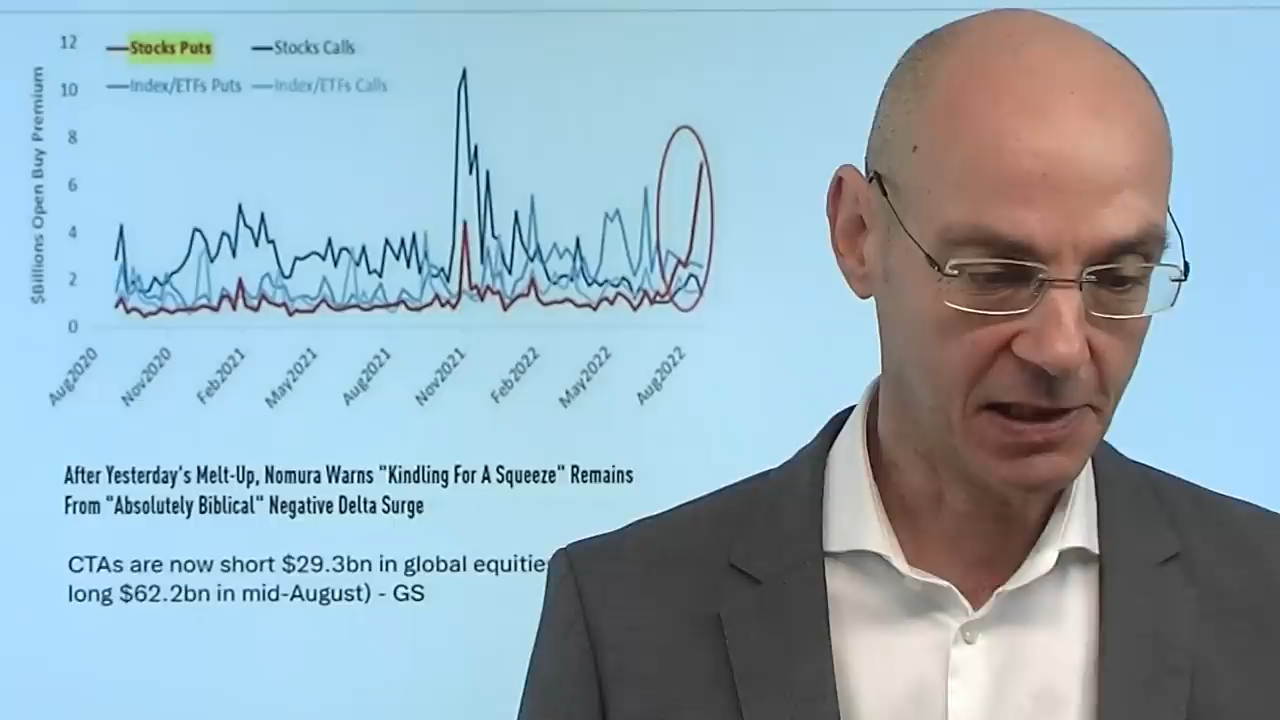 Stocks Puts Stocks Calls
Index/ETFs Puts Index/ETFs Calls
$Billions Open Buy Premium
12
10
8
6
4
2
0
Aug2020 Nov2020 Feb2021 May2021 Aug2021 Nov2021 Feb2022 May2022 Aug2022
After Yesterday's Melt-Up, Nomura Warns "Kindling For A Squeeze" Remains
From "Absolutely Biblical" Negative Delta Surge
CTAs are now short $29.3bn in global equitie
long $62.2bn in mid-August) - GS